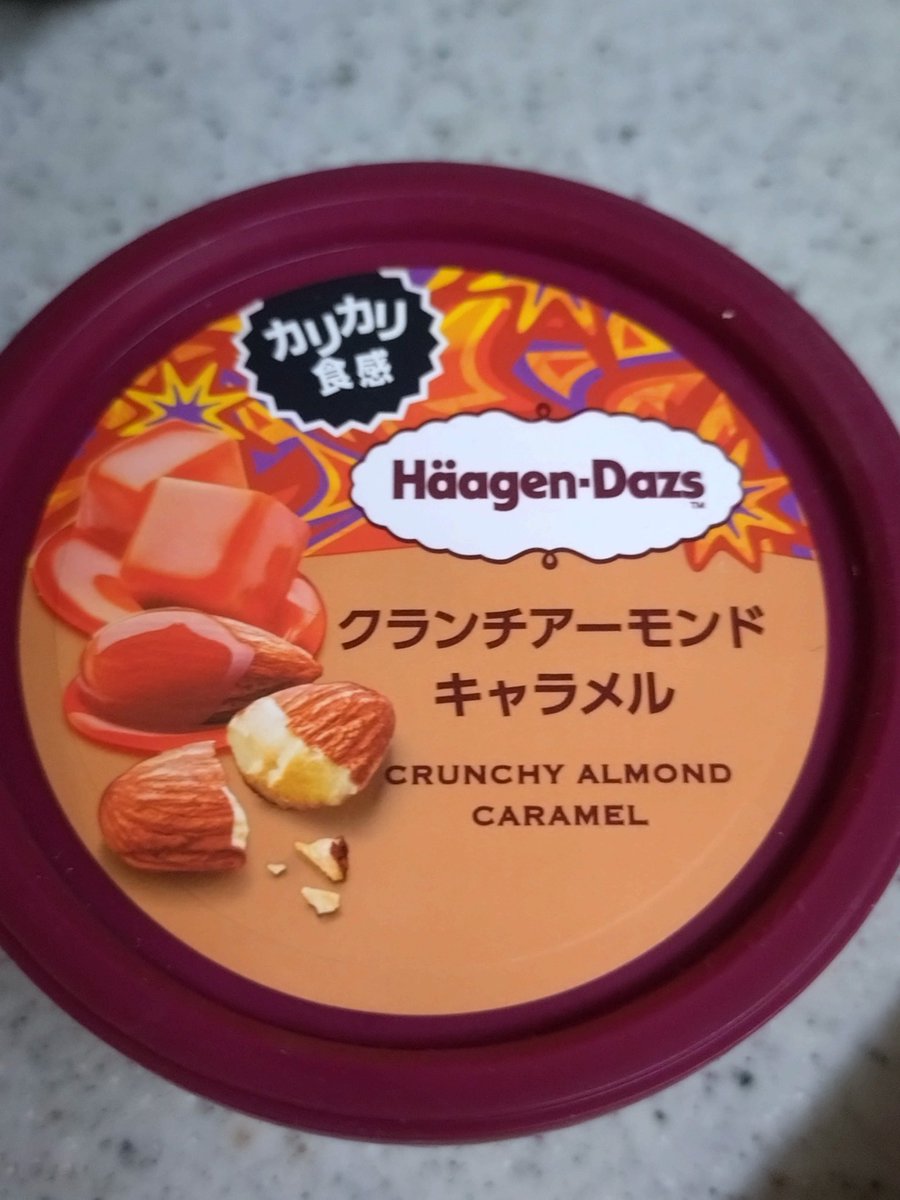 カリカリ
食感
Häagen-Dazs
TM
クランチアーモンド
キャラメル
CRUNCHY ALMOND
CARAMEL